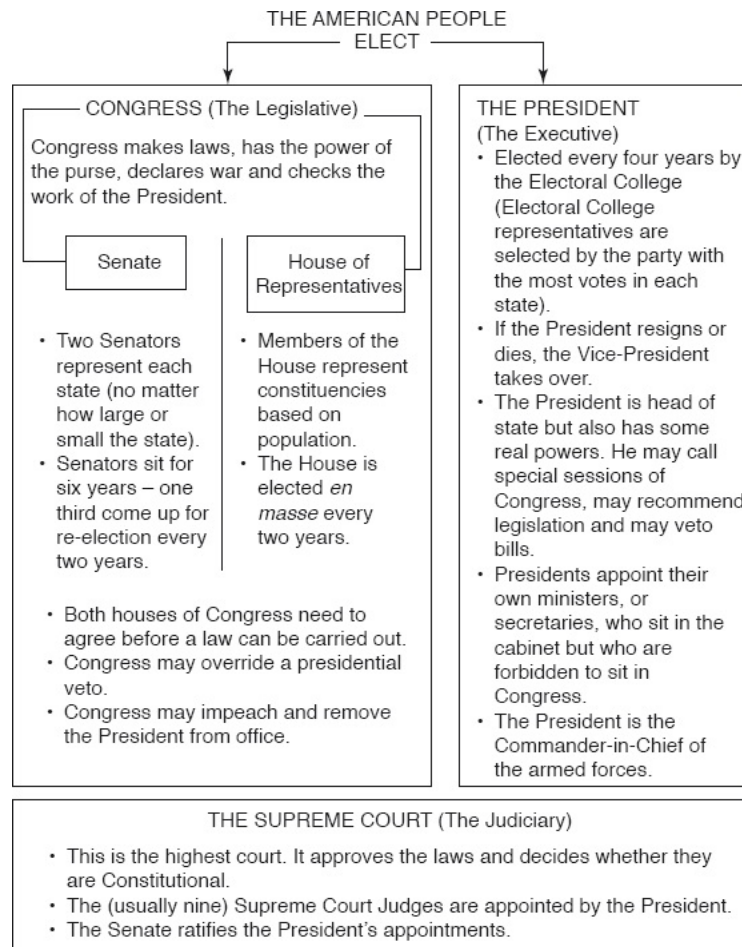 THE AMERICAN PEOPLE
ELECT
CONGRESS (The Legislative)
Congress makes laws, has the power of
the purse, declares war and checks the
work of the President.
Senate
• Two Senators
represent each
state (no matter
how large or
small the state).
• Senators sit for
six years – one
third come up for
re-election every
two years.
House of
Representatives
• Members of the
House represent
constituencies
based on
population.
• The House is
elected en
masse every
two years.
• Both houses of Congress need to
agree before a law can be carried out.
• Congress may override a presidential
veto.
• Congress may impeach and remove
the President from office.
THE PRESIDENT
(The Executive)
• Elected every four years by
the Electoral College
(Electoral College
representatives are
selected by the party with
the most votes in each
state).
• If the President resigns or
dies, the Vice-President
takes over.
• The President is head of
state but also has some
real powers. He may call
special sessions of
Congress, may recommend
legislation and may veto
bills.
• Presidents appoint their
own ministers, or
secretaries, who sit in the
cabinet but who are
forbidden to sit in
Congress.
• The President is the
Commander-in-Chief of
the armed forces.
THE SUPREME COURT (The Judiciary)
• This is the highest court. It approves the laws and decides whether they
are Constitutional.
• The (usually nine) Supreme Court Judges are appointed by the President.
• The Senate ratifies the President's appointments.